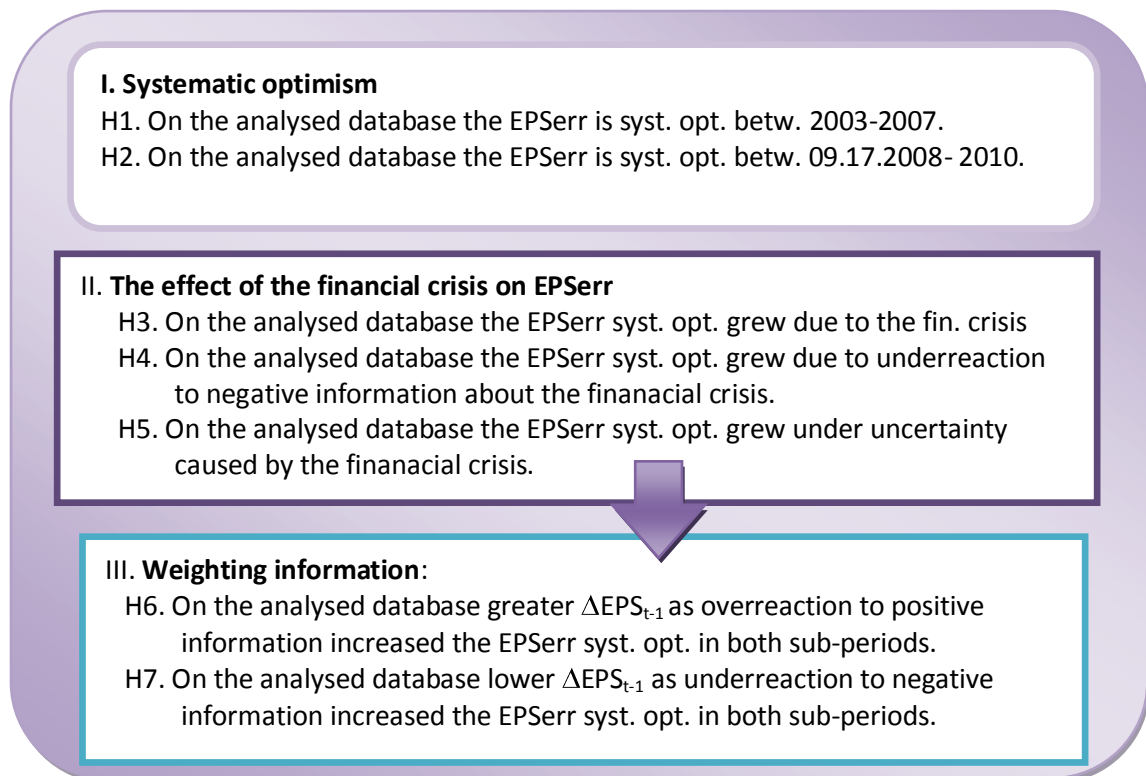 I. Systematic optimism
H1. On the analysed database the EPSerr is syst. opt. betw. 2003-2007.
H2. On the analysed database the EPSerr is syst. opt. betw. 09.17.2008- 2010.
II. The effect of the financial crisis on EPSerr
H3. On the analysed database the EPSerr syst. opt. grew due to the fin. crisis
H4. On the analysed database the EPSerr syst. opt. grew due to underreaction
to negative information about the finanacial crisis.
H5. On the analysed database the EPSerr syst. opt. grew under uncertainty
caused by the finanacial crisis.
III. Weighting information:
H6. On the analysed database greater ΔEPSt-1 as overreaction to positive
information increased the EPSerr syst. opt. in both sub-periods.
H7. On the analysed database lower ΔEPSt-1 as underreaction to negative
information increased the EPSerr syst. opt. in both sub-periods.